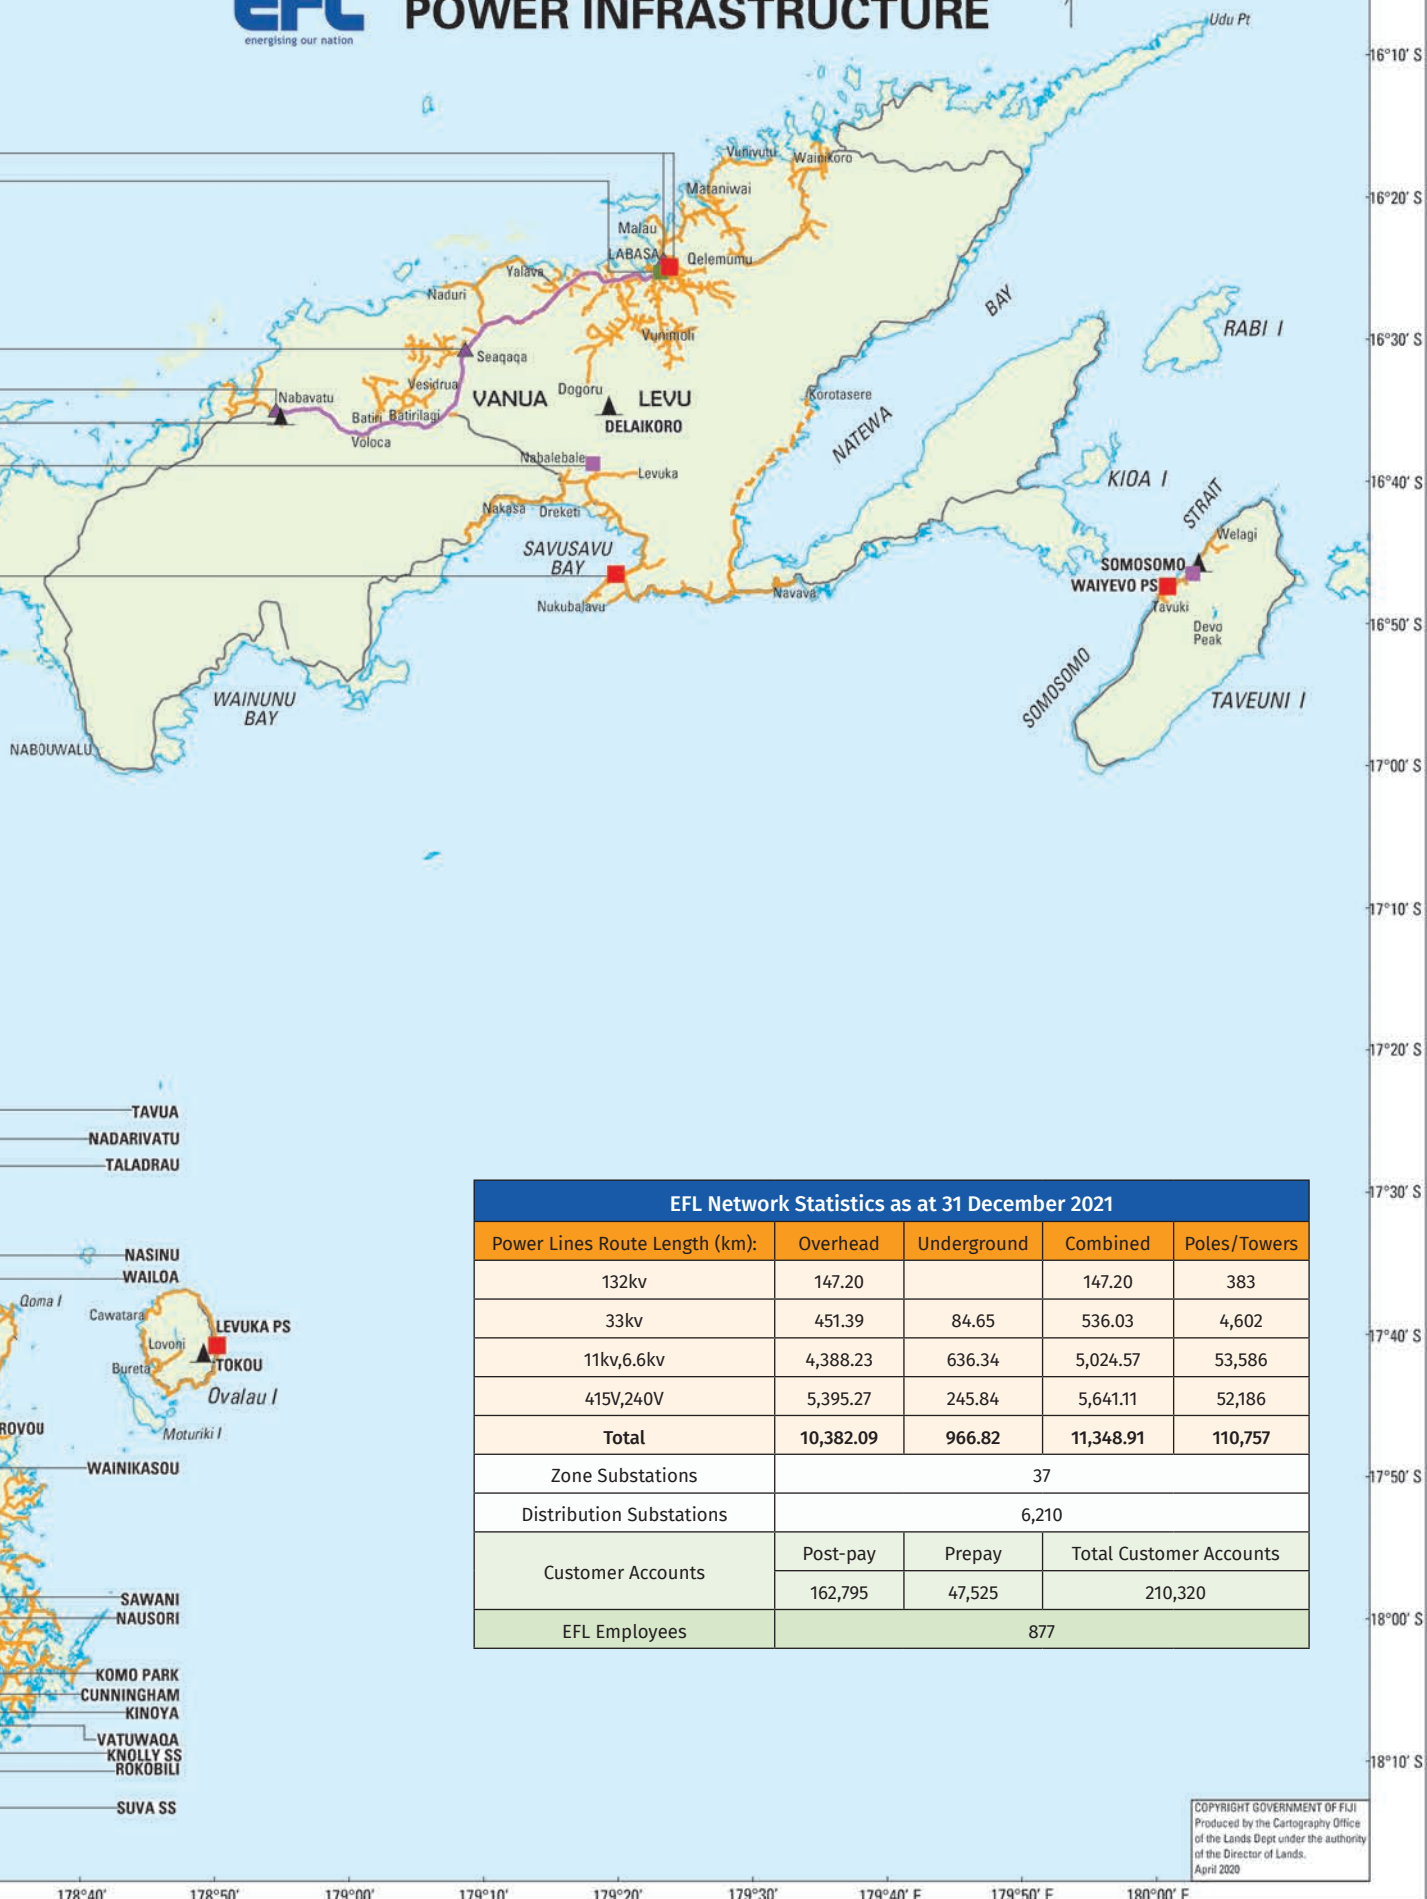 EFL
energising our nation
POWER INFRASTRUCTURE
1
Udu Pt
16°10' S
Vunivutu
Wainikoro
Mataniwai
16°20' S
Malau
LABASA
Qelemumu
Yalava
Naduri
BAY
RABI I
16°30' S
Vunimoli
Seaqaqa
Vesidrua
Dogoru
VANUA
LEVU
Nabavatu
Korotasere
Batiri
Batirilagi
DELAIKORO
NATEWA
Voloca
Nabalebale
Levuka
KIOA I
16°40' S
STRAIT
Nakasa
Dreketi
Welagi
SAVUSAVU
BAY
SOMOSOMO
WAIYEVO PS
Navava
Nukubalavu
Tavuki
Devo
Peak
16°50' S
SOMOSOMO
WAINUNU
BAY
TAVEUNI I
NABOUWALU
17°00' S
17°10' S
17°20' S
TAVUA
NADARIVATU
TALADRAU
17°30' S
NASINU
WAILOA
Qoma I
Cawatara
LEVUKA PS
17°40' S
Lovoni
Bureta
TOKOU
Ovalau I
ROVOU
Moturiki I
WAINIKASOU
17°50' S
EFL Network Statistics as at 31 December 2021
Power Lines Route Length (km): Overhead Underground Combined Poles/Towers
132kv 147.20 147.20 383
33kv 451.39 84.65 536.03 4,602
11kv,6.6kv 4,388.23 636.34 5,024.57 53,586
415V,240V 5,395.27 245.84 5,641.11 52,186
Total 10,382.09 966.82 11,348.91 110,757
Zone Substations 37
Distribution Substations 6,210
Customer Accounts Post-pay Prepay Total Customer Accounts
162,795 47,525 210,320
EFL Employees 877
SAWANI
NAUSORI
18°00' S
KOMO PARK
CUNNINGHAM
KINOYA
VATUWAQA
KNOLLY SS
ROKOBILI
18°10' S
SUVA SS
COPYRIGHT GOVERNMENT OF FIJI
Produced by the Cartography Office
of the Lands Dept under the authority
of the Director of Lands.
April 2020
178°40' 178°50' 179°00' 179°10' 179°20' 179°30' 179°40' E 179°50' E 180°00' E